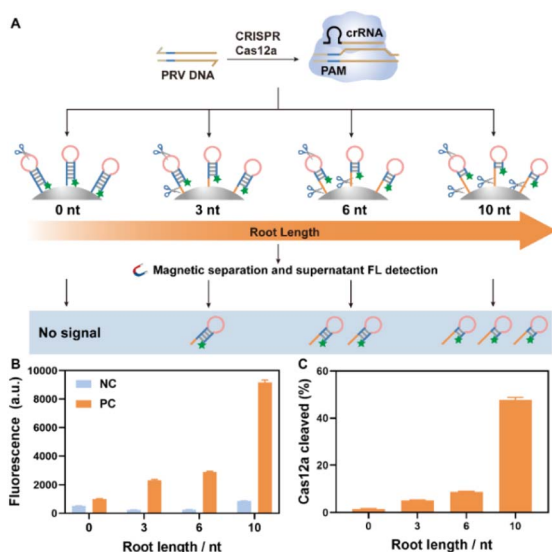 A
CRISPR
Cas12a
PRV DNA
crRNA
PAM
0 nt
3 nt
6 nt
10 nt
Root Length
Magnetic separation and supernatant FL detection
No signal
B
Fluorescence (a.u.)
10000
8000
6000
4000
2000
0
NC
PC
0 3 6 10
Root length / nt
C
Cas12a cleaved (%)
60
40
20
0
0 3 6 10
Root length / nt